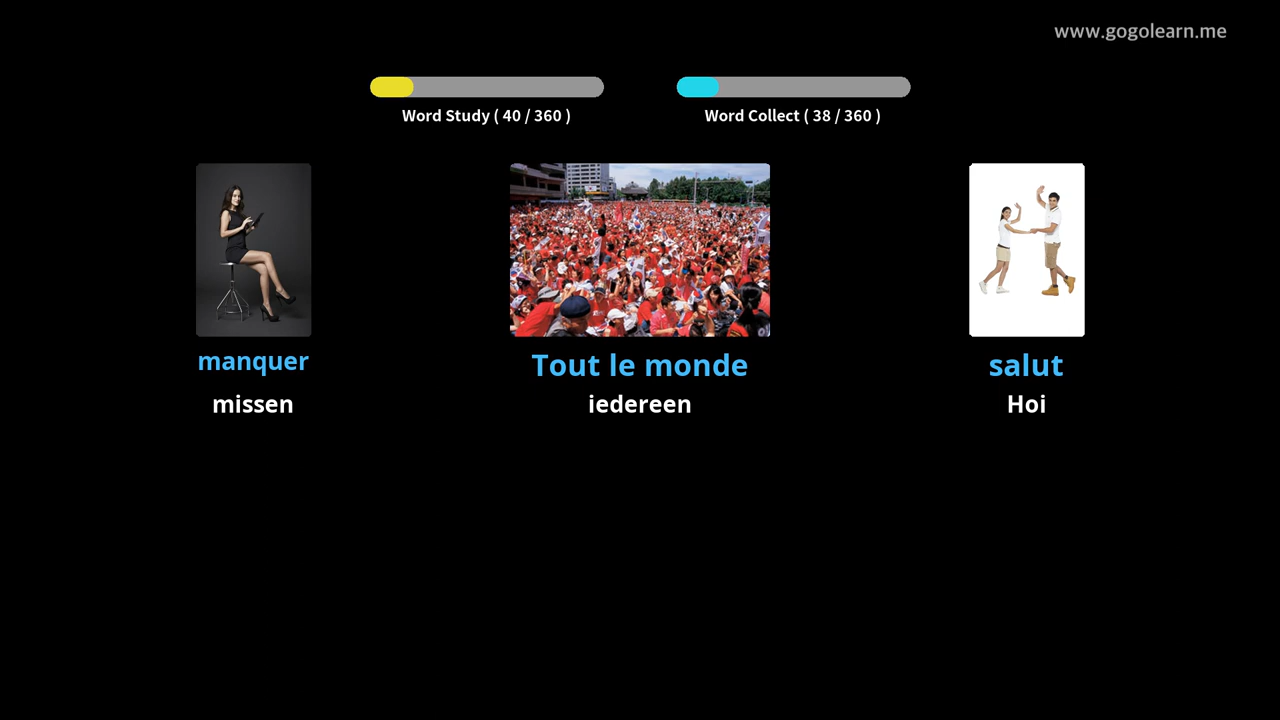 www.gogolearn.me
Word Study ( 40 / 360 )
Word Collect ( 38 / 360 )
manquer
missen
Tout le monde
iedereen
salut
Hoi